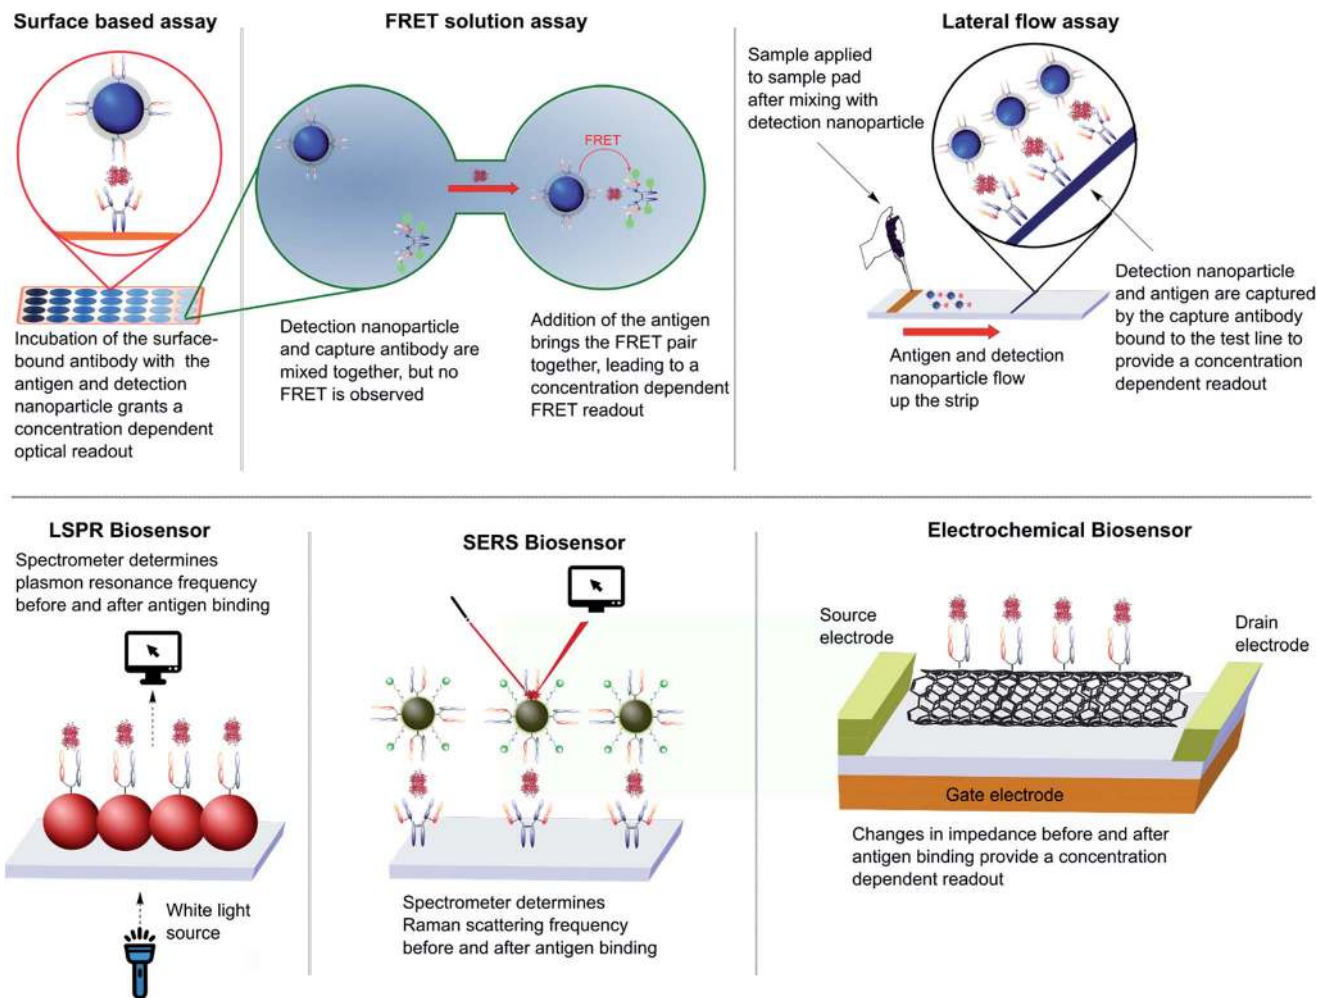 Surface based assay
Incubation of the surface-
bound antibody with the
antigen and detection
nanoparticle grants a
concentration dependent
optical readout
FRET solution assay
FRET
Detection nanoparticle
and capture antibody are
mixed together, but no
FRET is observed
Addition of the antigen
brings the FRET pair
together, leading to a
concentration dependent
FRET readout
Lateral flow assay
Sample applied
to sample pad
after mixing with
detection nanoparticle
Antigen and detection
nanoparticle flow
up the strip
Detection nanoparticle
and antigen are captured
by the capture antibody
bound to the test line to
provide a concentration
dependent readout
LSPR Biosensor
Spectrometer determines
plasmon resonance frequency
before and after antigen binding
White light
source
SERS Biosensor
Spectrometer determines
Raman scattering frequency
before and after antigen binding
Electrochemical Biosensor
Source
electrode
Drain
electrode
Gate electrode
Changes in impedance before and after
antigen binding provide a concentration
dependent readout